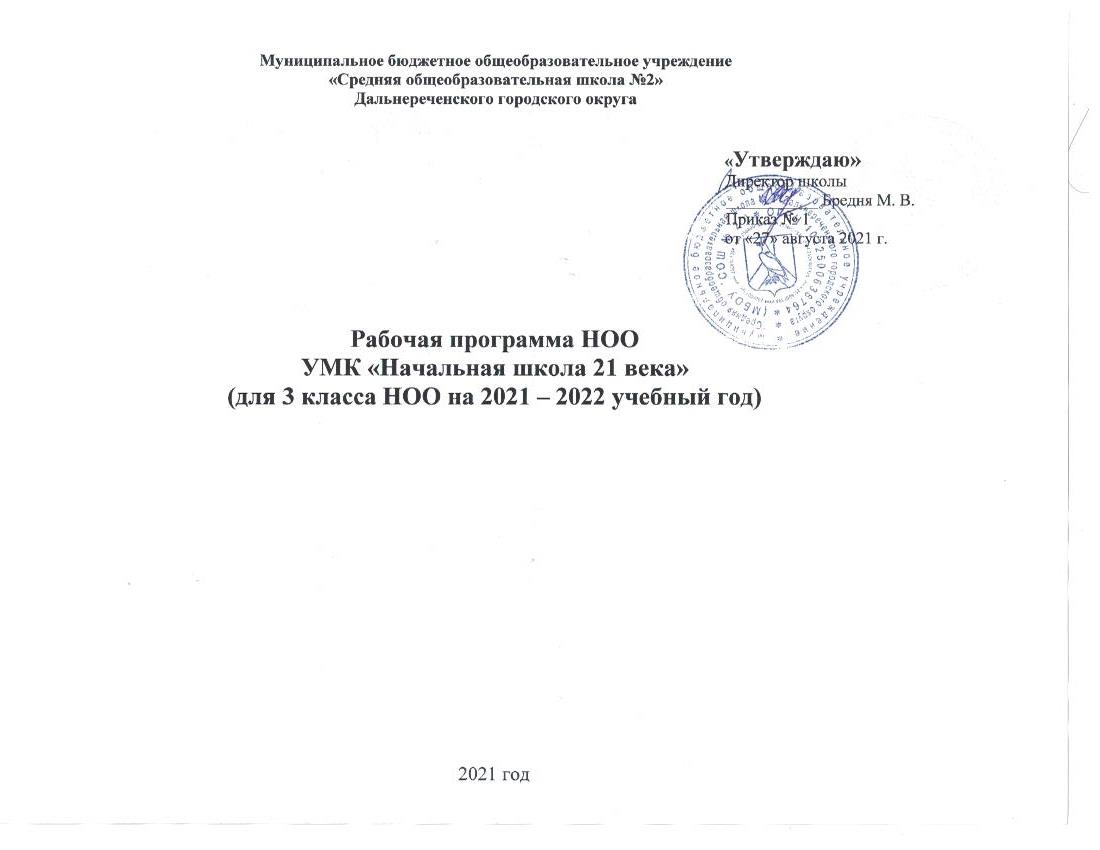 Муниципальное бюджетное общеобразовательное учреждение
«Средняя общеобразовательная школа №2»
Дальнереченского городского округа
«Утверждаю»
Директор школы
Бредня М. В.
Приказ № 1
от «27» августа 2021 г.
Рабочая программа НОО
УМК «Начальная школа 21 века»
(для 3 класса НОО на 2021 – 2022 учебный год)
2021 год